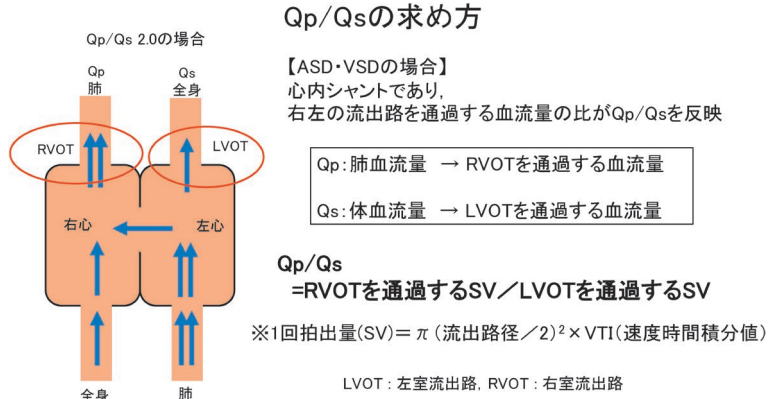 Qp/Qsの求め方
Qp/Qs 2.0の場合
Qp
肺
Qs
全身
RVOT
LVOT
右心
左心
全身
肺
【ASD・VSDの場合】
心内シャントであり,
右左の流出路を通過する血流量の比がQp/Qsを反映
Qp：肺血流量 → RVOTを通過する血流量
Qs：体血流量 → LVOTを通過する血流量
Qp/Qs
=RVOTを通過するSV／LVOTを通過するSV
※1回拍出量(SV)＝π(流出路径／2)²×VTI(速度時間積分値)
LVOT：左室流出路, RVOT：右室流出路